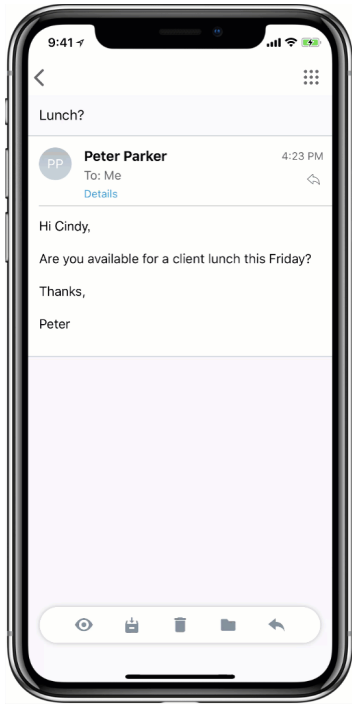 9:41
Lunch?
PP
Peter Parker
4:23 PM
To: Me
Details
Hi Cindy,
Are you available for a client lunch this Friday?
Thanks,
Peter